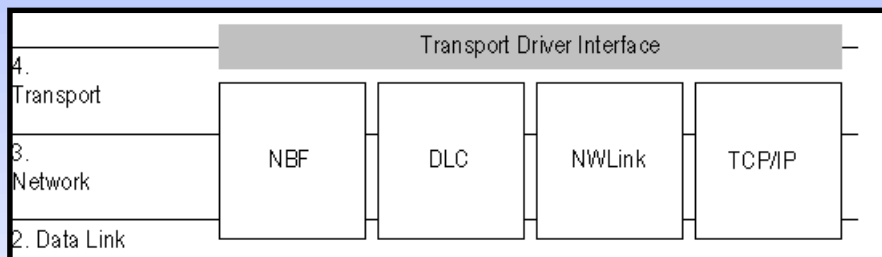 Transport Driver Interface
4.
Transport
NBF
DLC
NWLink
TCP/IP
3.
Network
2. Data Link